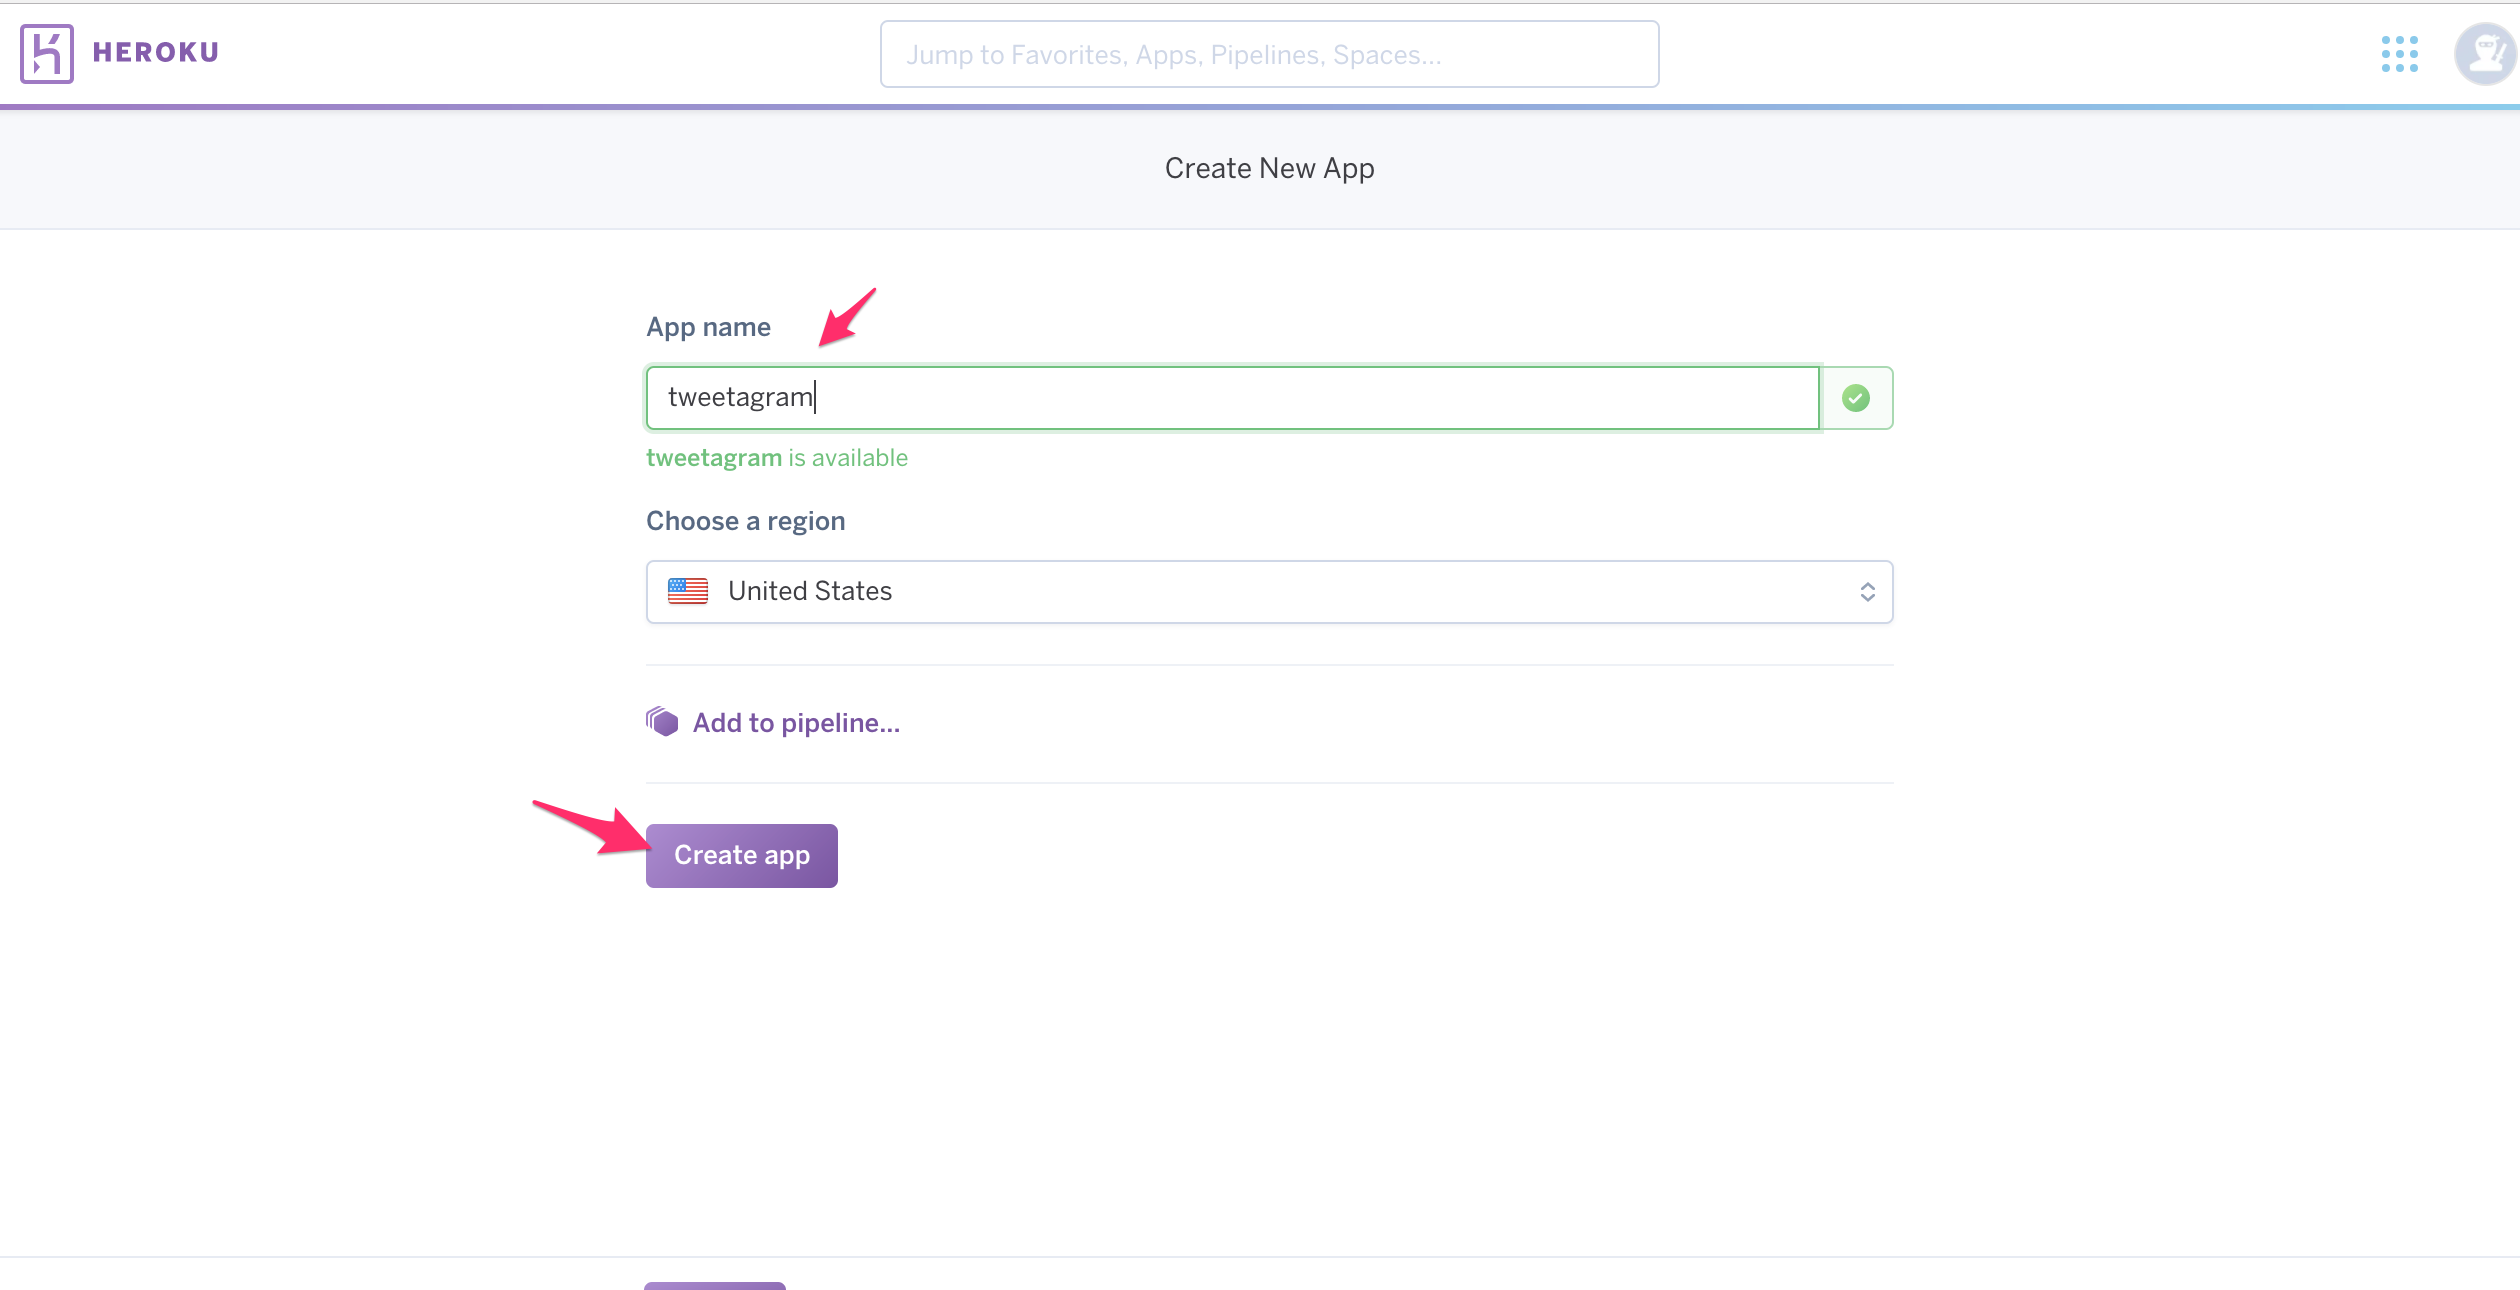 HEROKU
Jump to Favorites, Apps, Pipelines, Spaces...
Create New App
App name
tweetagram
tweetagram is available
Choose a region
United States
Add to pipeline...
Create app